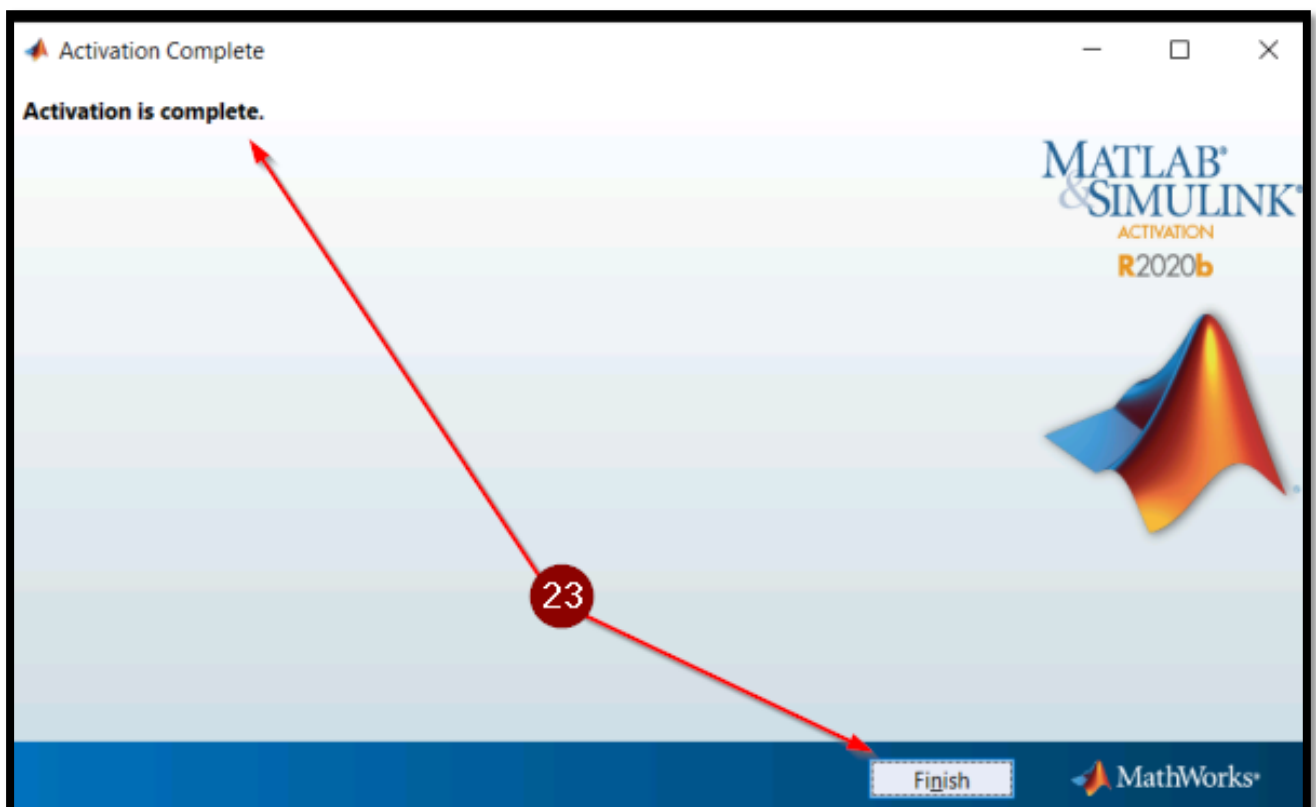 Activation Complete
Activation is complete.
MATLAB®
&SIMULINK®
ACTIVATION
R2020b
23
Finish
MathWorks®